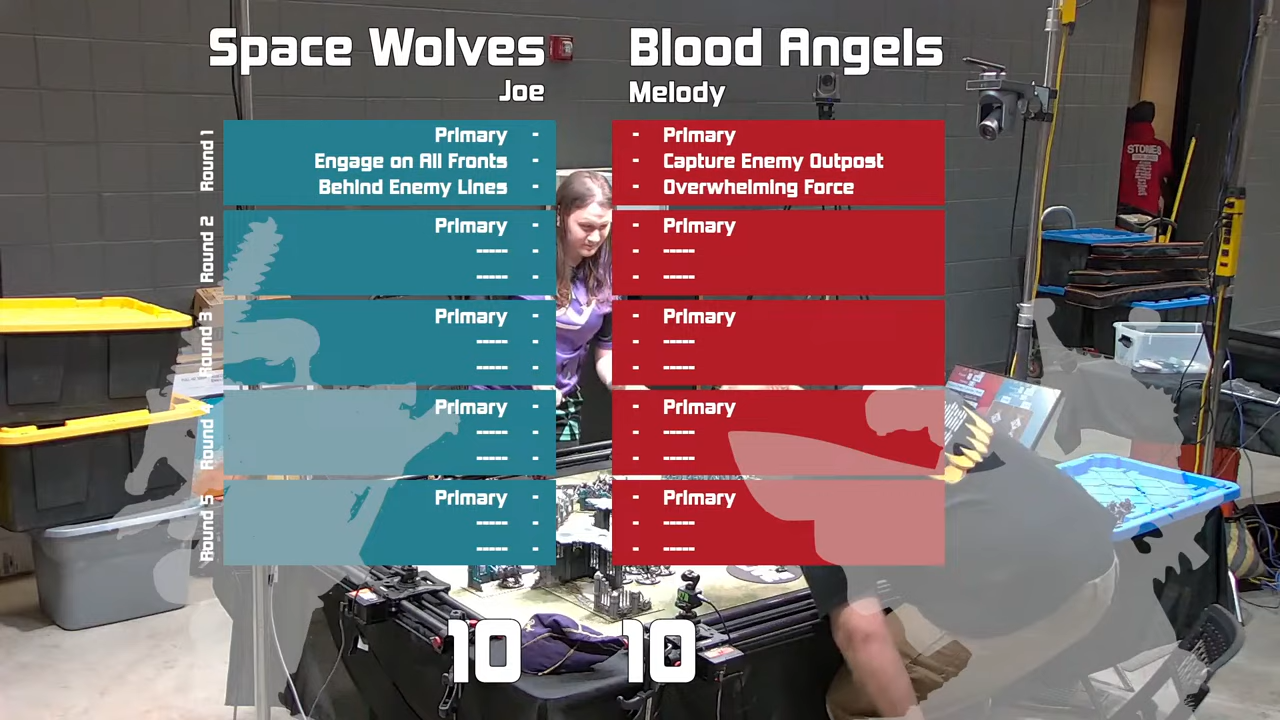 Space Wolves
Joe
Blood Angels
Melody
Round 1
Primary -
Engage on All Fronts -
Behind Enemy Lines -
- Primary
- Capture Enemy Outpost
- Overwhelming Force
Round 2
Primary -
----- -
----- -
- Primary
- -----
- -----
Round 3
Primary -
----- -
----- -
- Primary
- -----
- -----
Round
Primary -
----- -
----- -
- Primary
- -----
- -----
Round 5
Primary -
----- -
----- -
- Primary
- -----
- -----
10
10
STONES